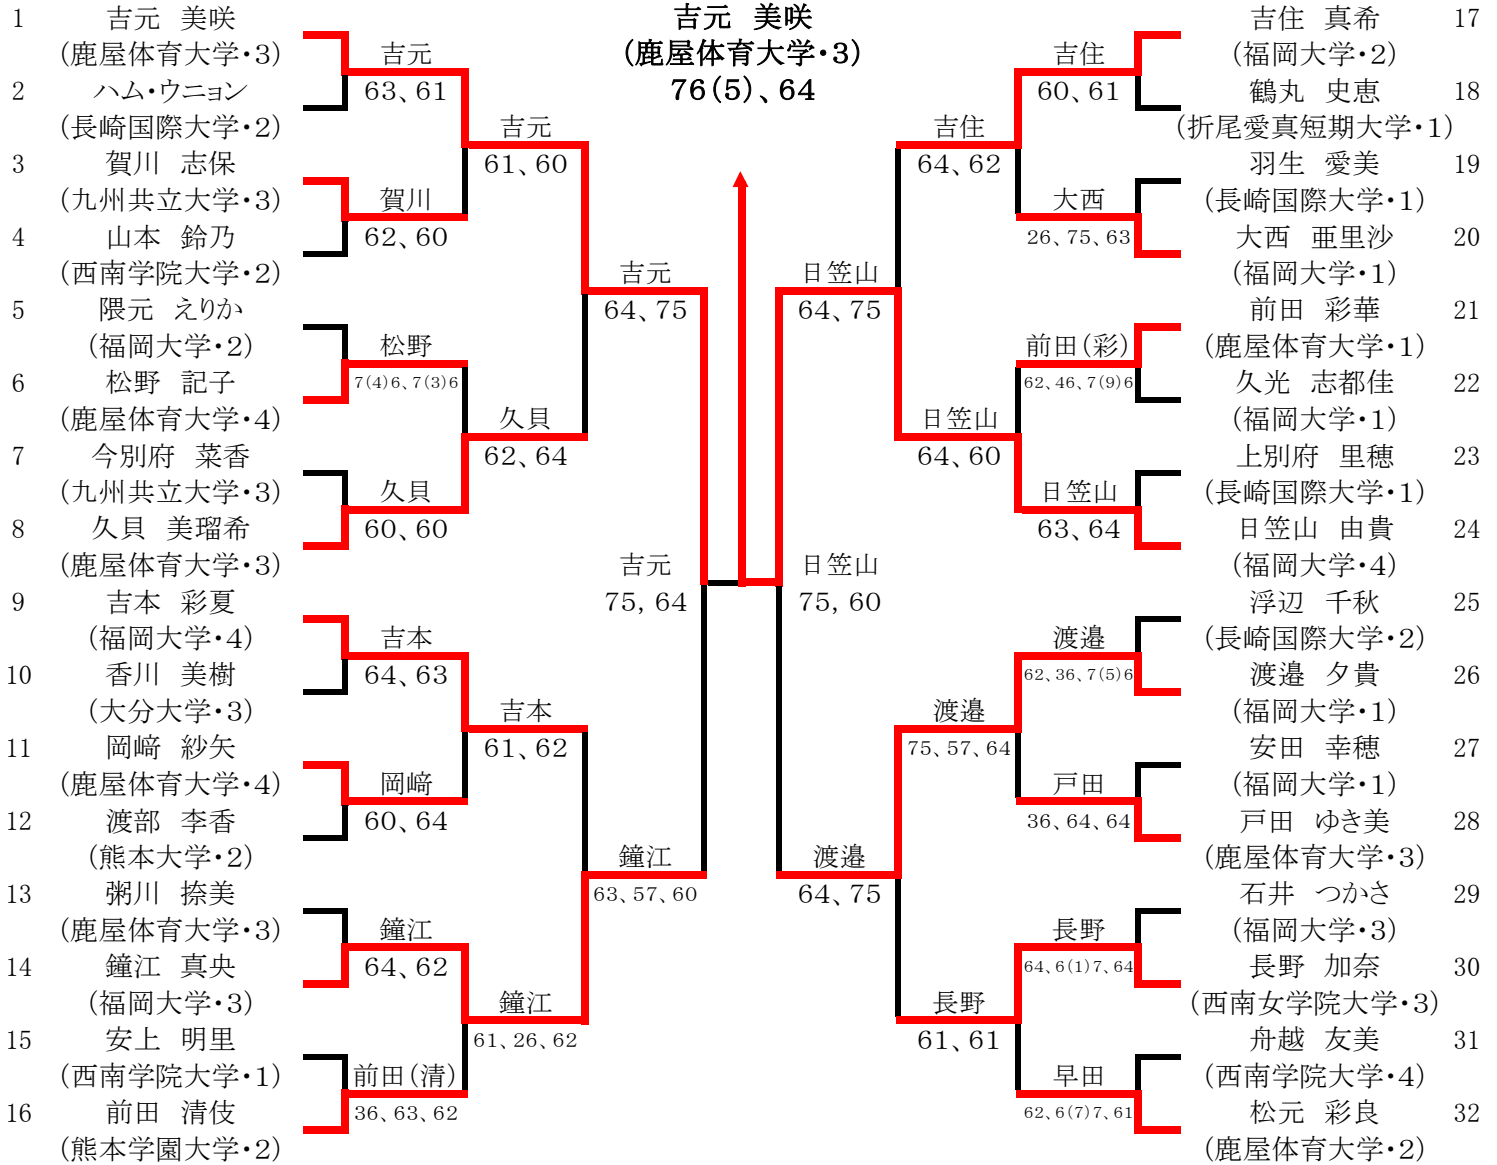 吉元 美咲
(鹿屋体育大学・3)
76(5)、64
1 吉元 美咲
(鹿屋体育大学・3)
2 ハム・ウニョン
(長崎国際大学・2)
3 賀川 志保
(九州共立大学・3)
4 山本 鈴乃
(西南学院大学・2)
5 隈元 えりか
(福岡大学・2)
6 松野 記子
(鹿屋体育大学・4)
7 今別府 菜香
(九州共立大学・3)
8 久貝 美瑠希
(鹿屋体育大学・3)
9 吉本 彩夏
(福岡大学・4)
10 香川 美樹
(大分大学・3)
11 岡﨑 紗矢
(鹿屋体育大学・4)
12 渡部 李香
(熊本大学・2)
13 粥川 捺美
(鹿屋体育大学・3)
14 鐘江 真央
(福岡大学・3)
15 安上 明里
(西南学院大学・1)
16 前田 清伎
(熊本学園大学・2)
吉元
63、61
賀川
62、60
松野
7(4)6、7(3)6
久貝
60、60
吉本
64、63
岡﨑
60、64
鐘江
64、62
前田(清)
36、63、62
吉元
61、60
久貝
62、64
吉本
61、62
鐘江
61、26、62
吉元
64、75
鐘江
63、57、60
吉元
75, 64
日笠山
75, 60
日笠山
64、75
渡邉
64、75
吉住
64、62
日笠山
64、60
渡邉
75、57、64
長野
61、61
吉住
60、61
大西
26、75、63
前田(彩)
62、46、7(9)6
日笠山
63、64
渡邉
62、36、7(5)6
戸田
36、64、64
長野
64、6(1)7、64
早田
62、6(7)7、61
吉住 真希 17
(福岡大学・2)
鶴丸 史恵 18
(折尾愛真短期大学・1)
羽生 愛美 19
(長崎国際大学・1)
大西 亜里沙 20
(福岡大学・1)
前田 彩華 21
(鹿屋体育大学・1)
久光 志都佳 22
(福岡大学・1)
上別府 里穂 23
(長崎国際大学・1)
日笠山 由貴 24
(福岡大学・4)
浮辺 千秋 25
(長崎国際大学・2)
渡邉 夕貴 26
(福岡大学・1)
安田 幸穂 27
(福岡大学・1)
戸田 ゆき美 28
(鹿屋体育大学・3)
石井 つかさ 29
(福岡大学・3)
長野 加奈 30
(西南女学院大学・3)
舟越 友美 31
(西南学院大学・4)
松元 彩良 32
(鹿屋体育大学・2)